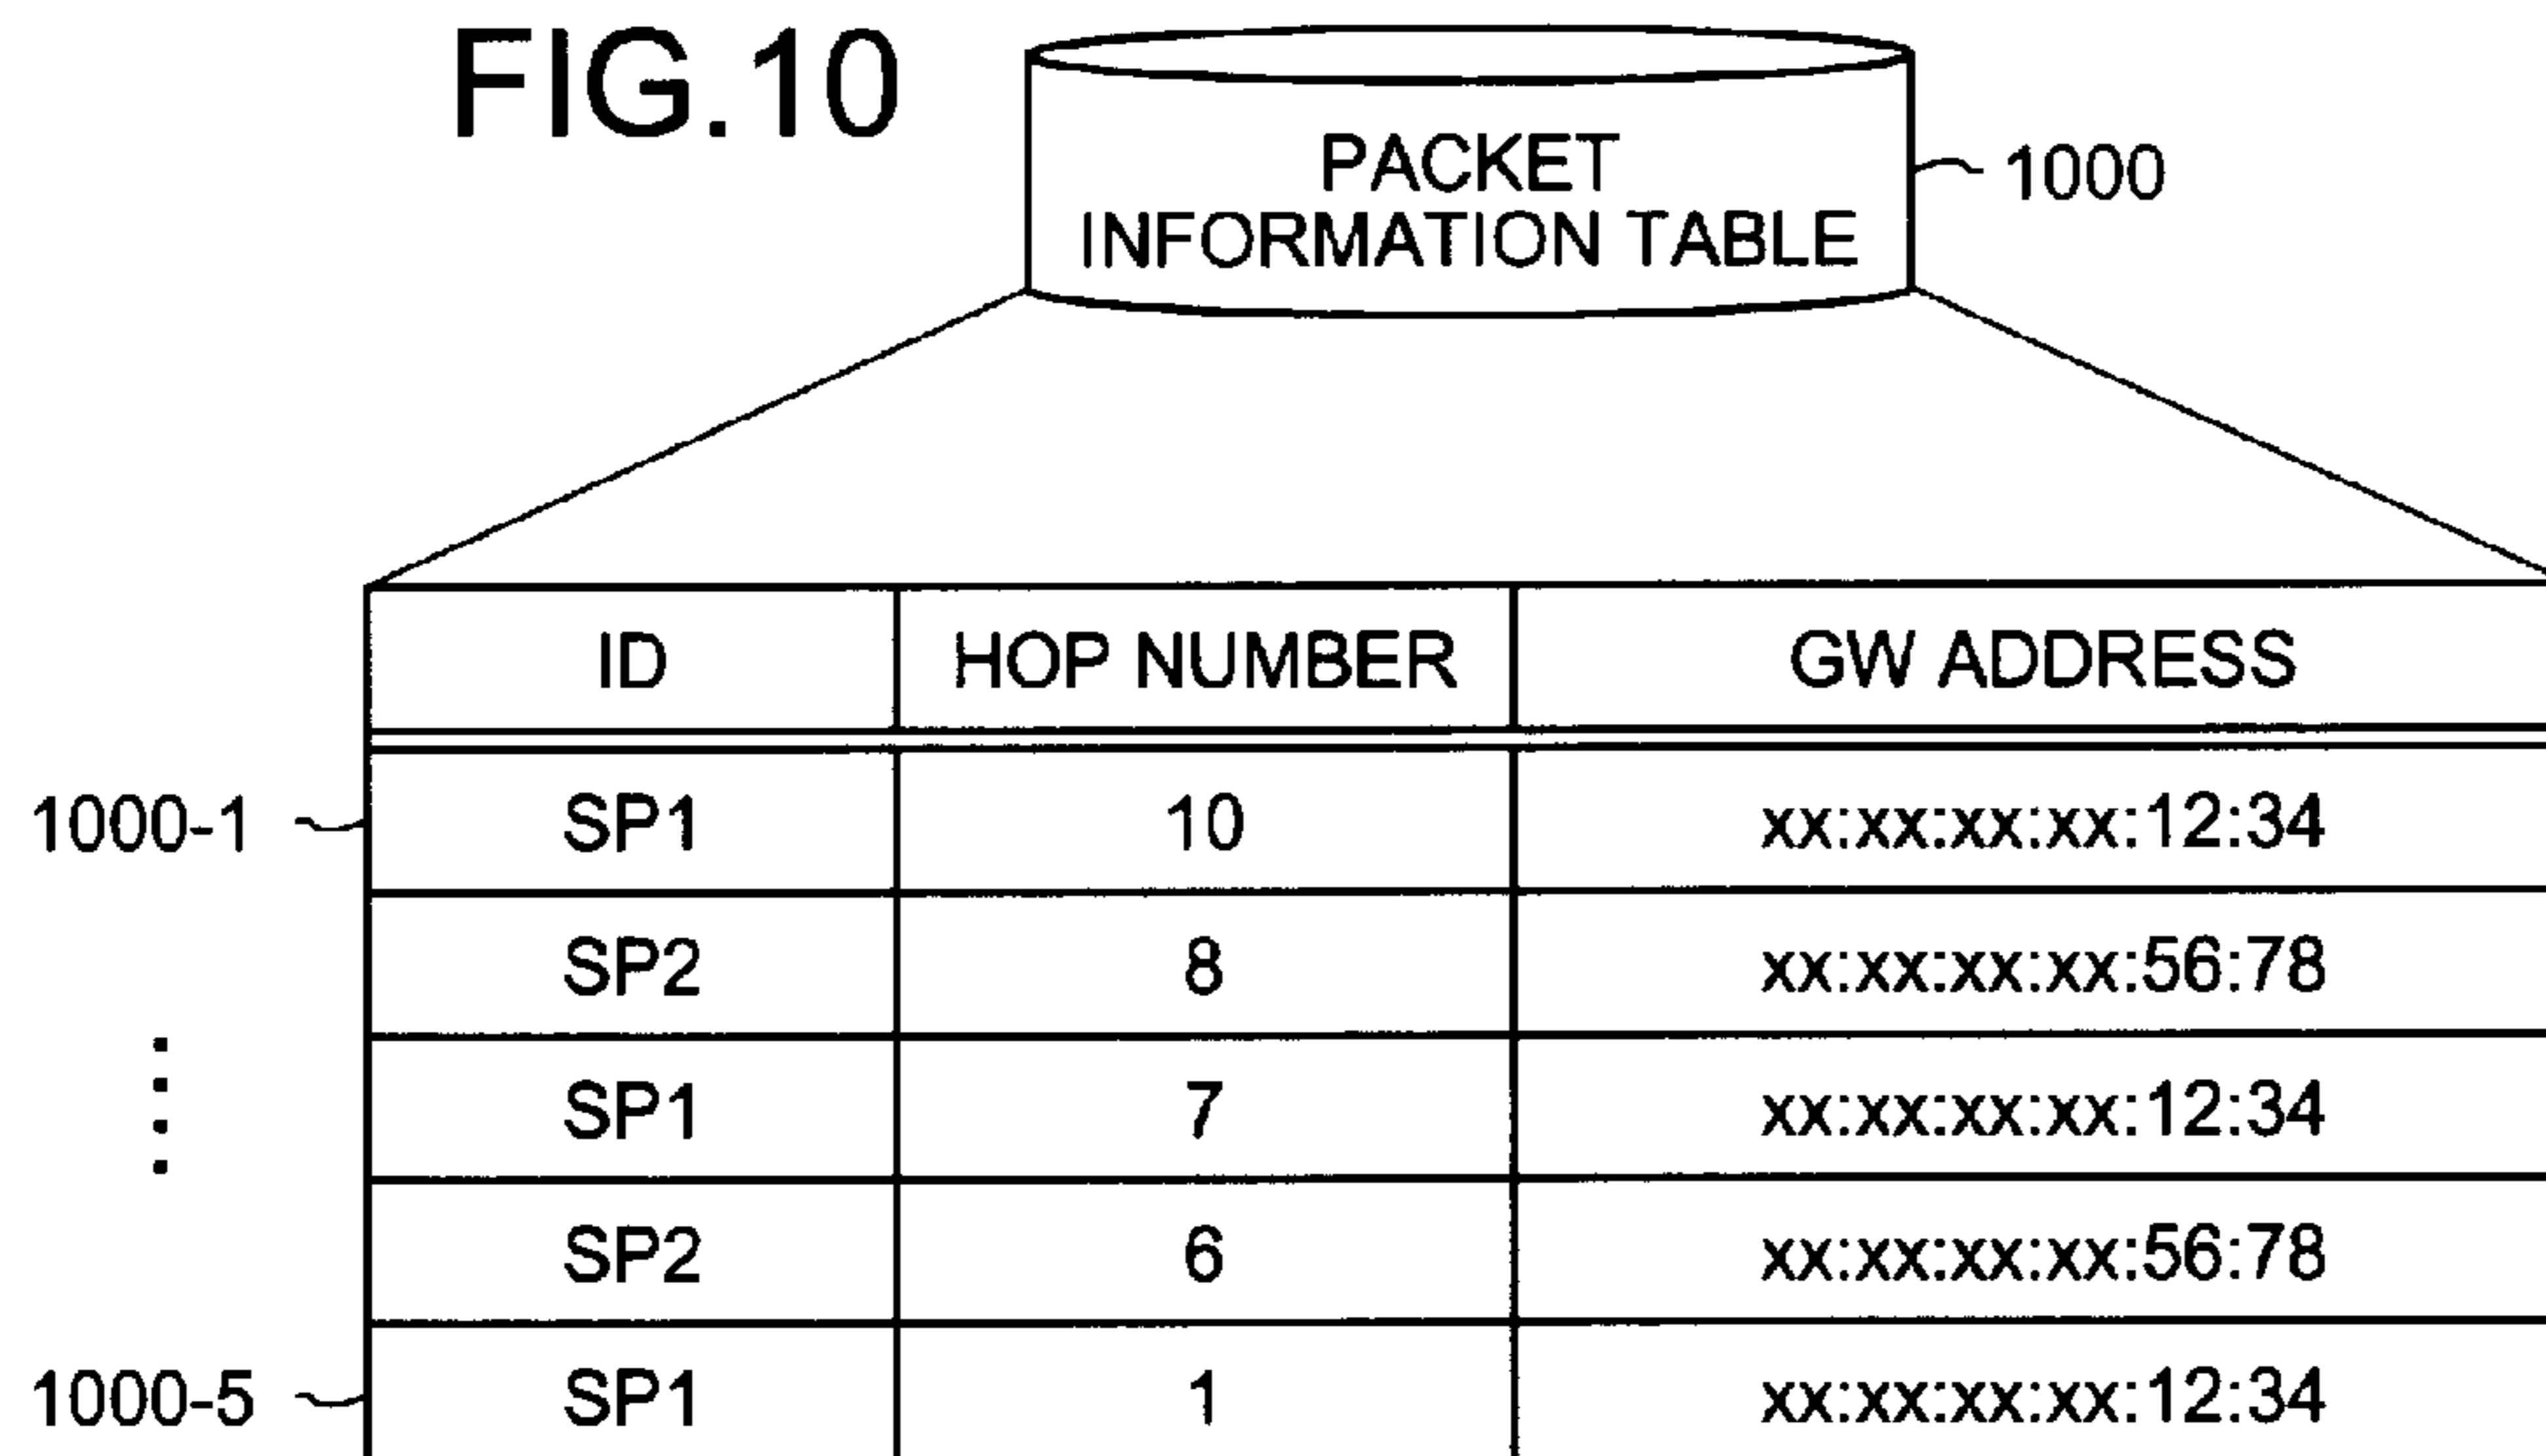 FIG.10
PACKET
INFORMATION TABLE
1000
ID HOP NUMBER GW ADDRESS
1000-1 SP1 10 xx:xx:xx:xx:12:34
SP2 8 xx:xx:xx:xx:56:78
SP1 7 xx:xx:xx:xx:12:34
SP2 6 xx:xx:xx:xx:56:78
1000-5 SP1 1 xx:xx:xx:xx:12:34